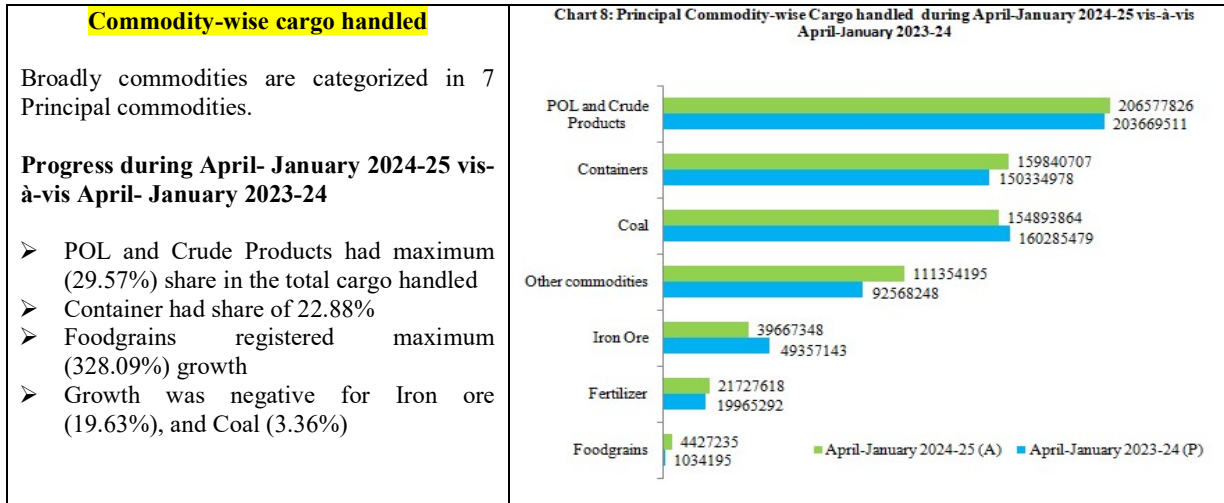 Commodity-wise cargo handled
Broadly commodities are categorized in 7
Principal commodities.
Progress during April- January 2024-25 vis-
à-vis April- January 2023-24
➢ POL and Crude Products had maximum
(29.57%) share in the total cargo handled
➢ Container had share of 22.88%
➢ Foodgrains registered maximum
(328.09%) growth
➢ Growth was negative for Iron ore
(19.63%), and Coal (3.36%)
Chart 8: Principal Commodity-wise Cargo handled during April-January 2024-25 vis-à-vis
April-January 2023-24
POL and Crude
Products
206577826
203669511
Containers
159840707
150334978
Coal
154893864
160285479
Other commodities
111354195
92568248
Iron Ore
39667348
49357143
Fertilizer
21727618
19965292
Foodgrains
4427235
1034195
April-January 2024-25 (A) April-January 2023-24 (P)